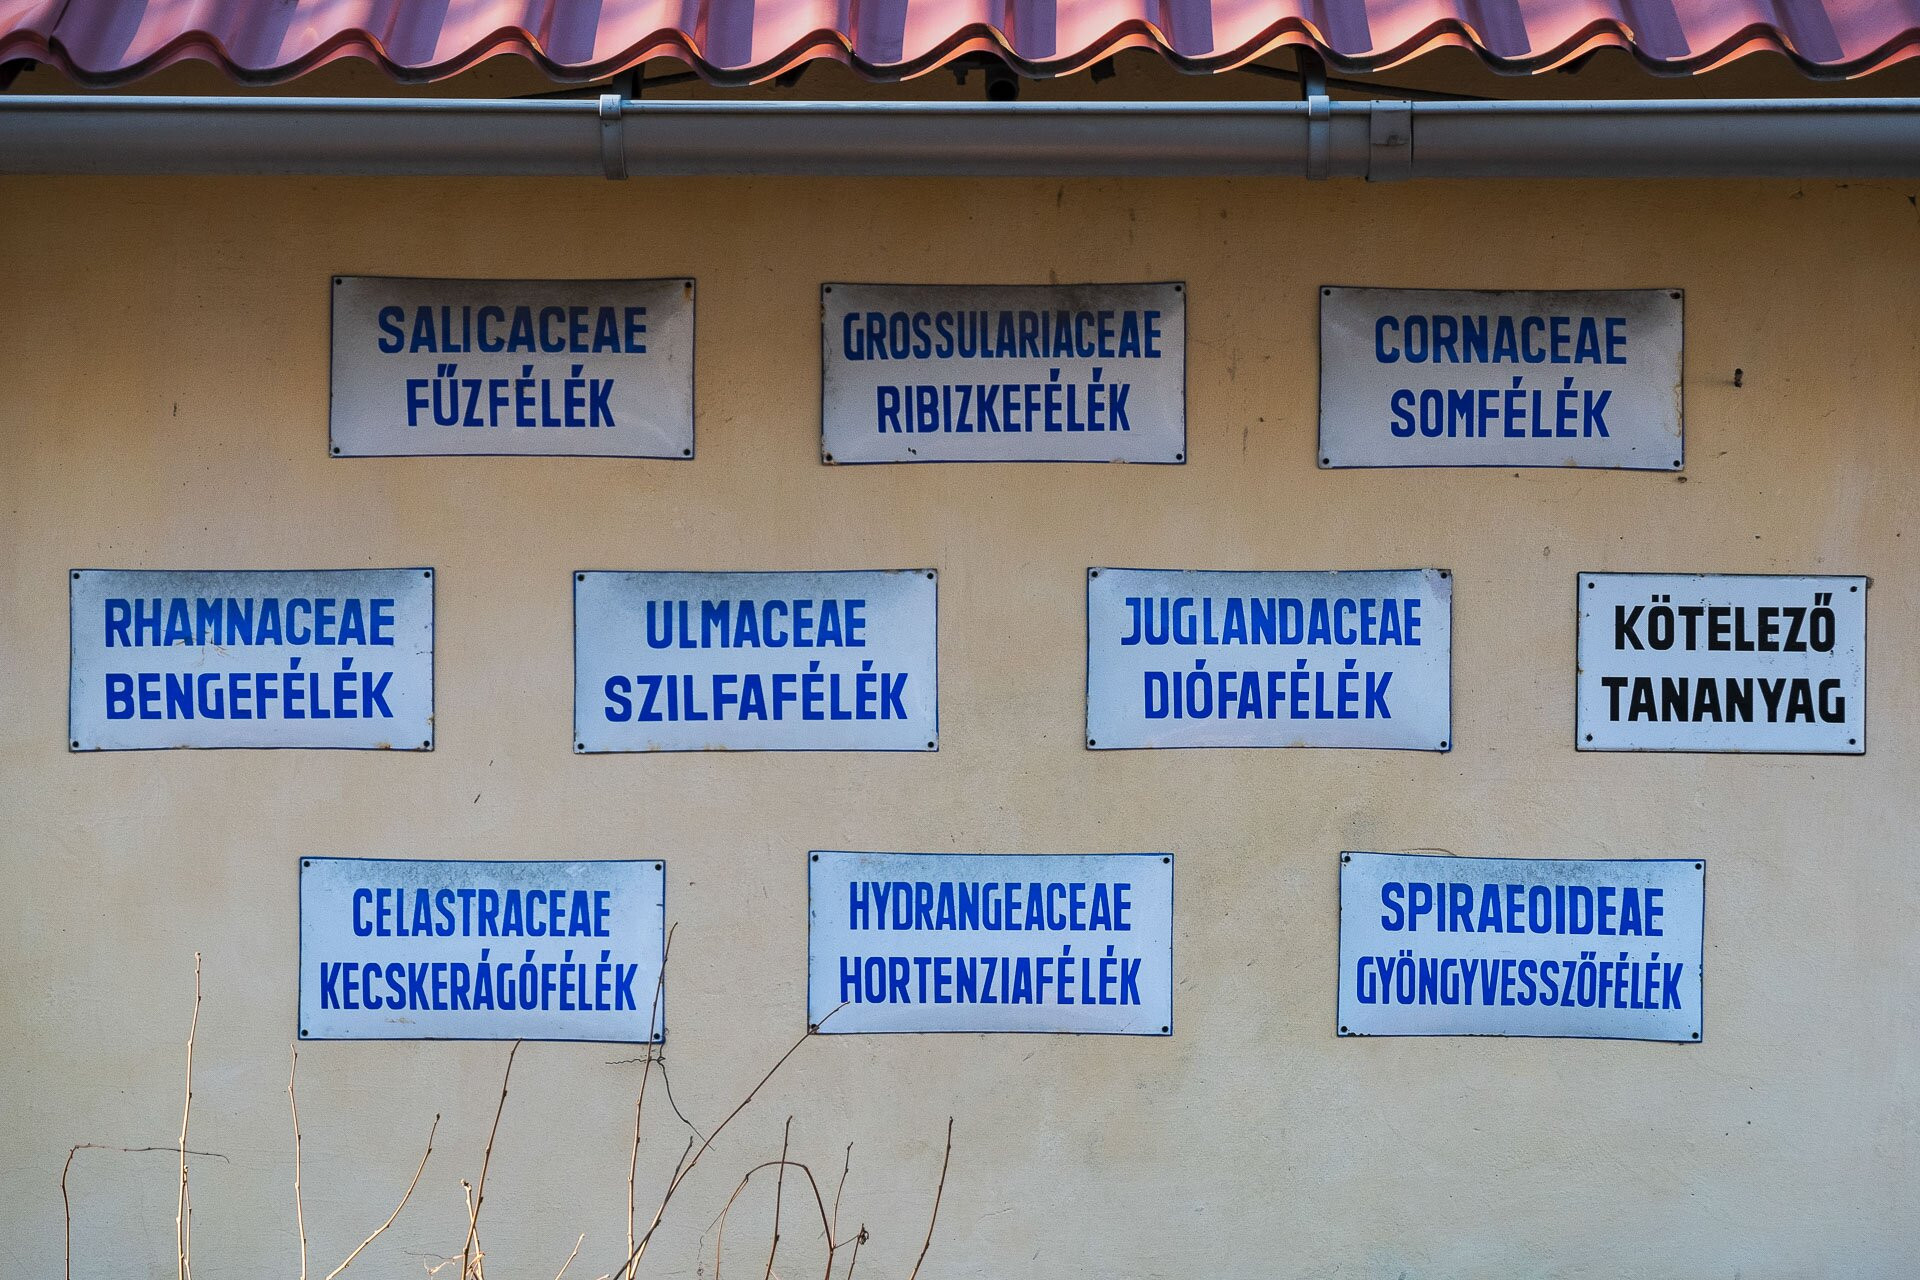 SALICACEAE
FŰZFÉLÉK
GROSSULARIACEAE
RIBIZKEFÉLÉK
CORNACEAE
SOMFÉLÉK
RHAMNACEAE
BENGEFÉLÉK
ULMACEAE
SZILFAFÉLÉK
JUGLANDACEAE
DIÓFAFÉLÉK
KÖTELEZŐ
TANANYAG
CELASTRACEAE
KECSKERÁGÓFÉLÉK
HYDRANGEACEAE
HORTENZIAFÉLÉK
SPIRAEOIDEAE
GYÖNGYVESSZŐFÉLÉK